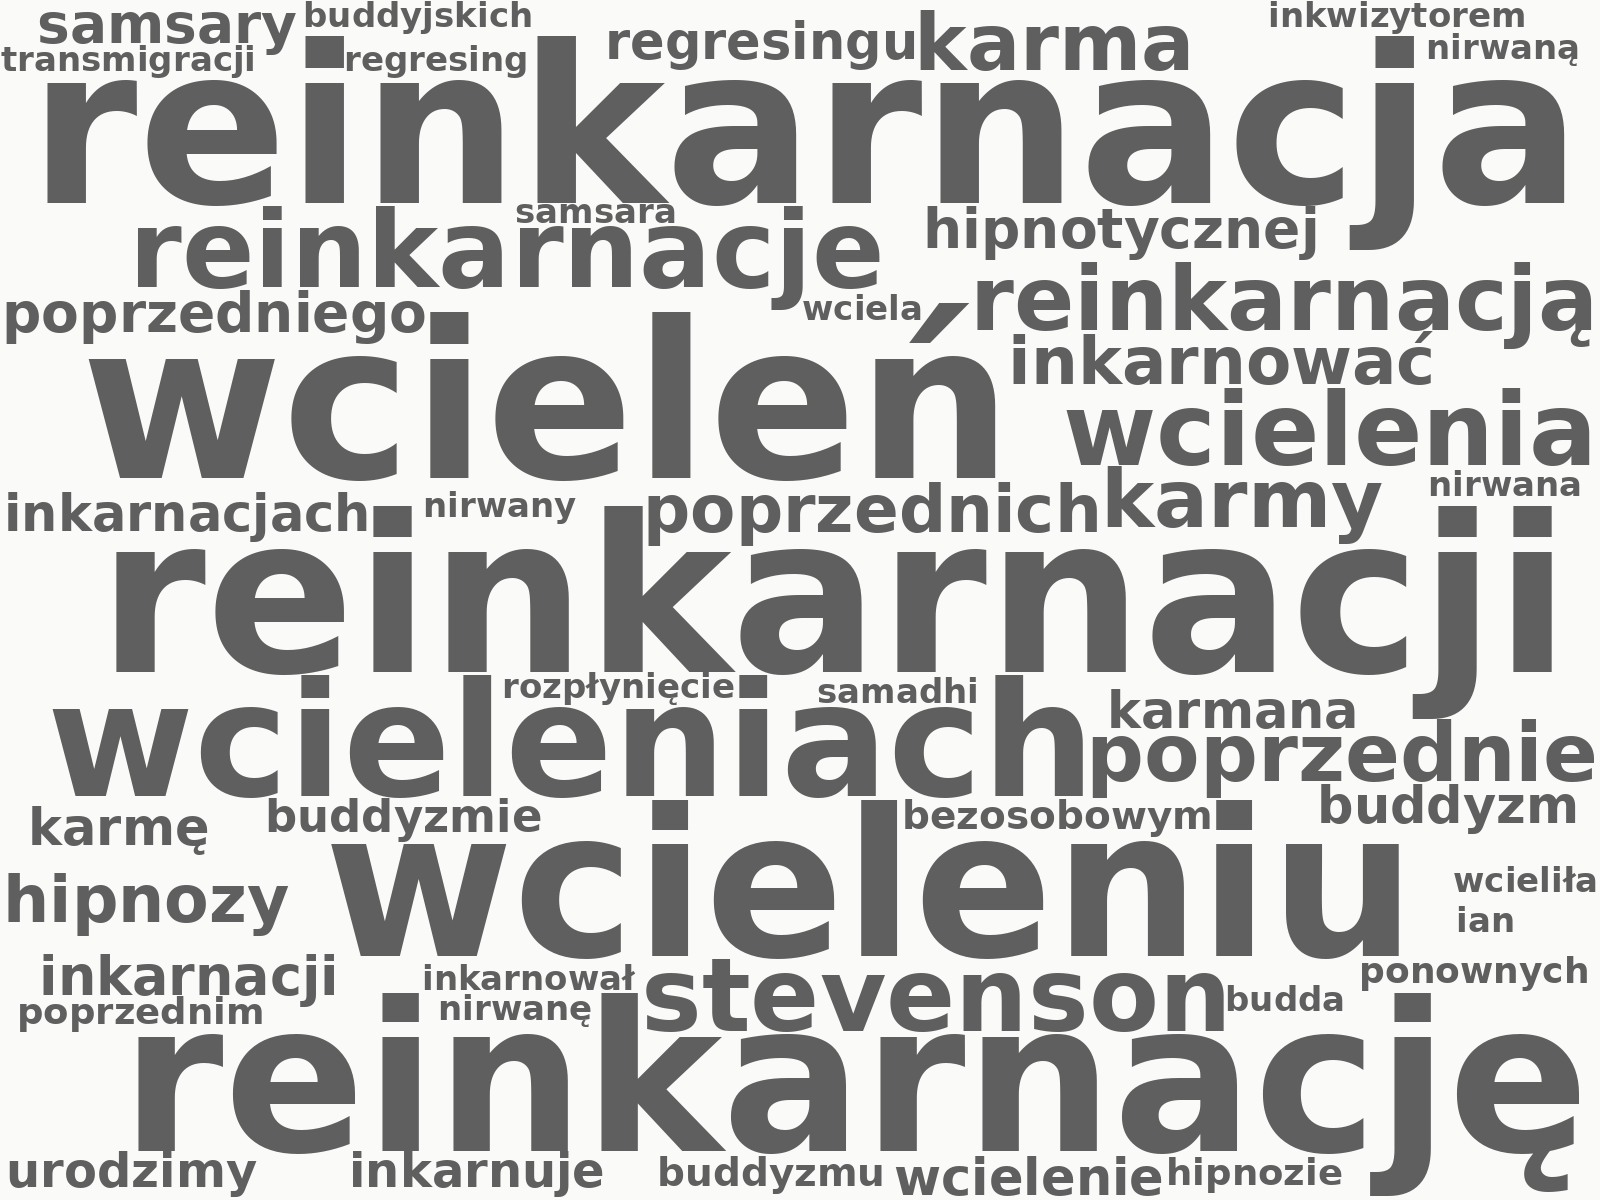 samsary buddyjskich inkwizytorem
transmigracji regresing regresingu karma nirwaną
reinkarnacja
samsara
reinkarnacje hipnotycznej
poprzedniego wciela reinkarnacją
wcieleń inkarnować
wcielenia
inkarnacjach nirwany poprzednich karmy nirwana
reinkarnacji
rozpłynięcie samadhi karmana
wcieleniach poprzednie
karmę buddyzmie bezosobowym buddyzm
hipnozy wcieleniu wcieliła
ian
inkarnacji inkarnował stevenson ponownych
poprzednim nirwanę budda
reinkarnację
urodzimy inkarnuje buddyzmu wcielenie hipnozie